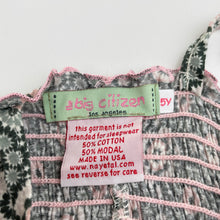 citizen
los angeles
5Y
This garment is not
intended for sleepwear
50% COTTON
50% MODAL
MADE IN USA
www.nayetal.com
see reverse for care